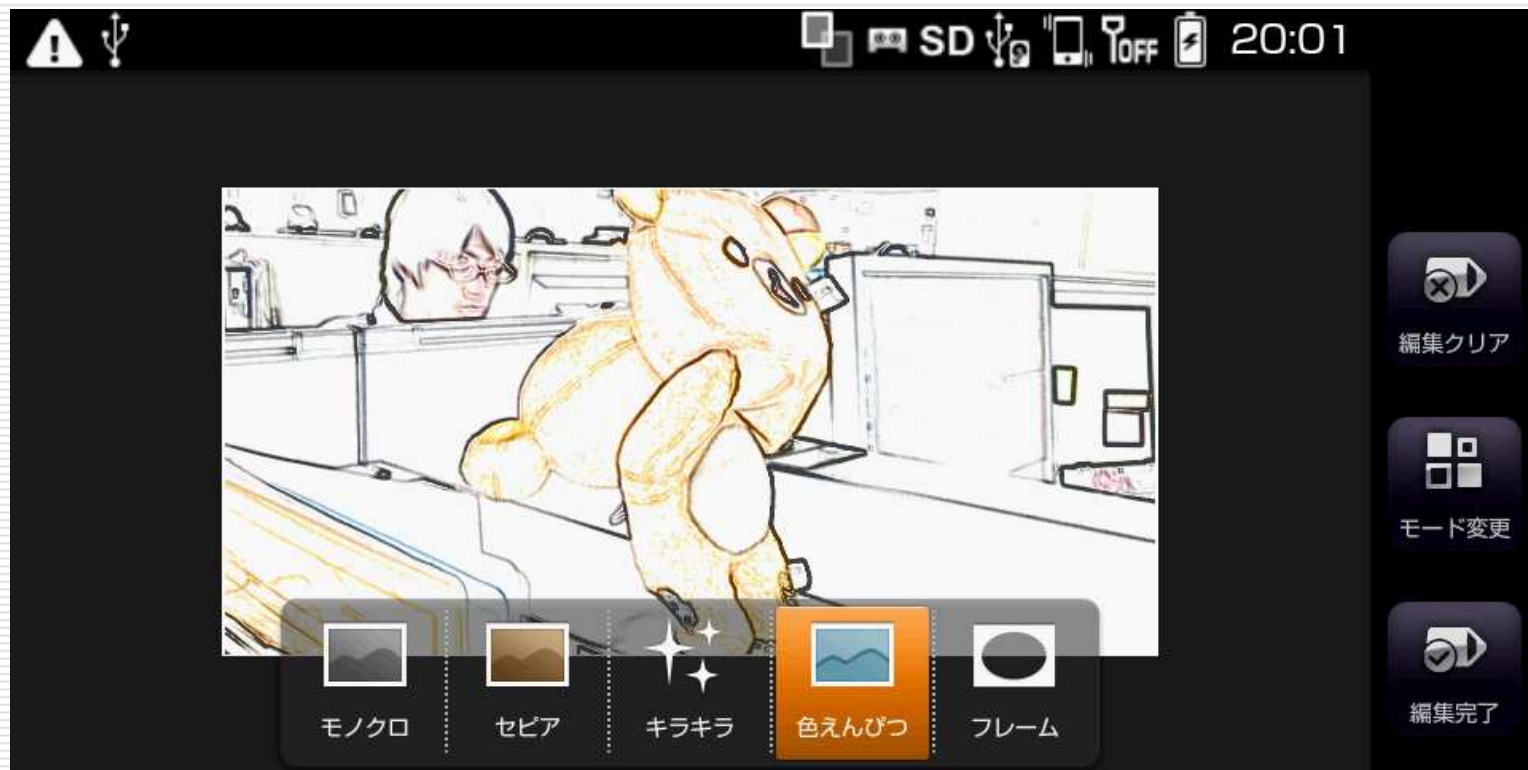 SD
OFF
20:01
編集クリア
モード変更
編集完了
モノクロ
セピア
キラキラ
色えんぴつ
フレーム